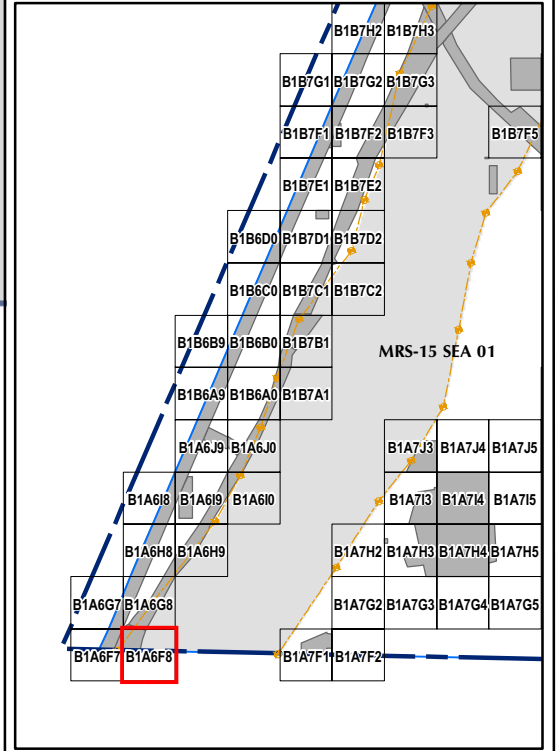 B1B7H2 B1B7H3
B1B7G1 B1B7G2 B1B7G3
B1B7F1 B1B7F2 B1B7F3 B1B7F5
B1B7E1 B1B7E2
B1B6D0 B1B7D1 B1B7D2
B1B6C0 B1B7C1 B1B7C2
B1B6B9 B1B6B0 B1B7B1
MRS-15 SEA 01
B1B6A9 B1B6A0 B1B7A1
B1A6J9 B1A6J0 B1A7J3 B1A7J4 B1A7J5
B1A6I8 B1A6I9 B1A6I0 B1A7I3 B1A7I4 B1A7I5
B1A6H8 B1A6H9 B1A7H2 B1A7H3 B1A7H4 B1A7H5
B1A6G7 B1A6G8 B1A7G2 B1A7G3 B1A7G4 B1A7G5
B1A6F7 B1A6F8 B1A7F1 B1A7F2